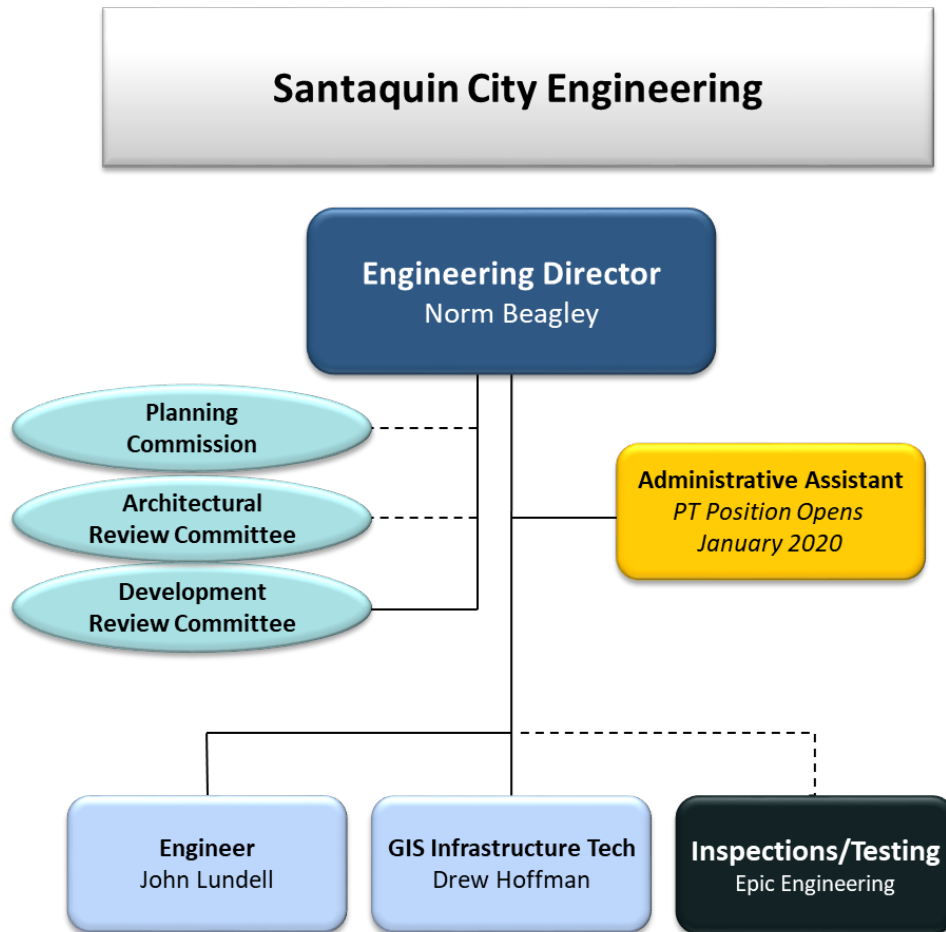 Santaquin City Engineering
Engineering Director
Norm Beagley
Planning
Commission
Architectural
Review Committee
Development
Review Committee
Administrative Assistant
PT Position Opens
January 2020
Engineer
John Lundell
GIS Infrastructure Tech
Drew Hoffman
Inspections/Testing
Epic Engineering